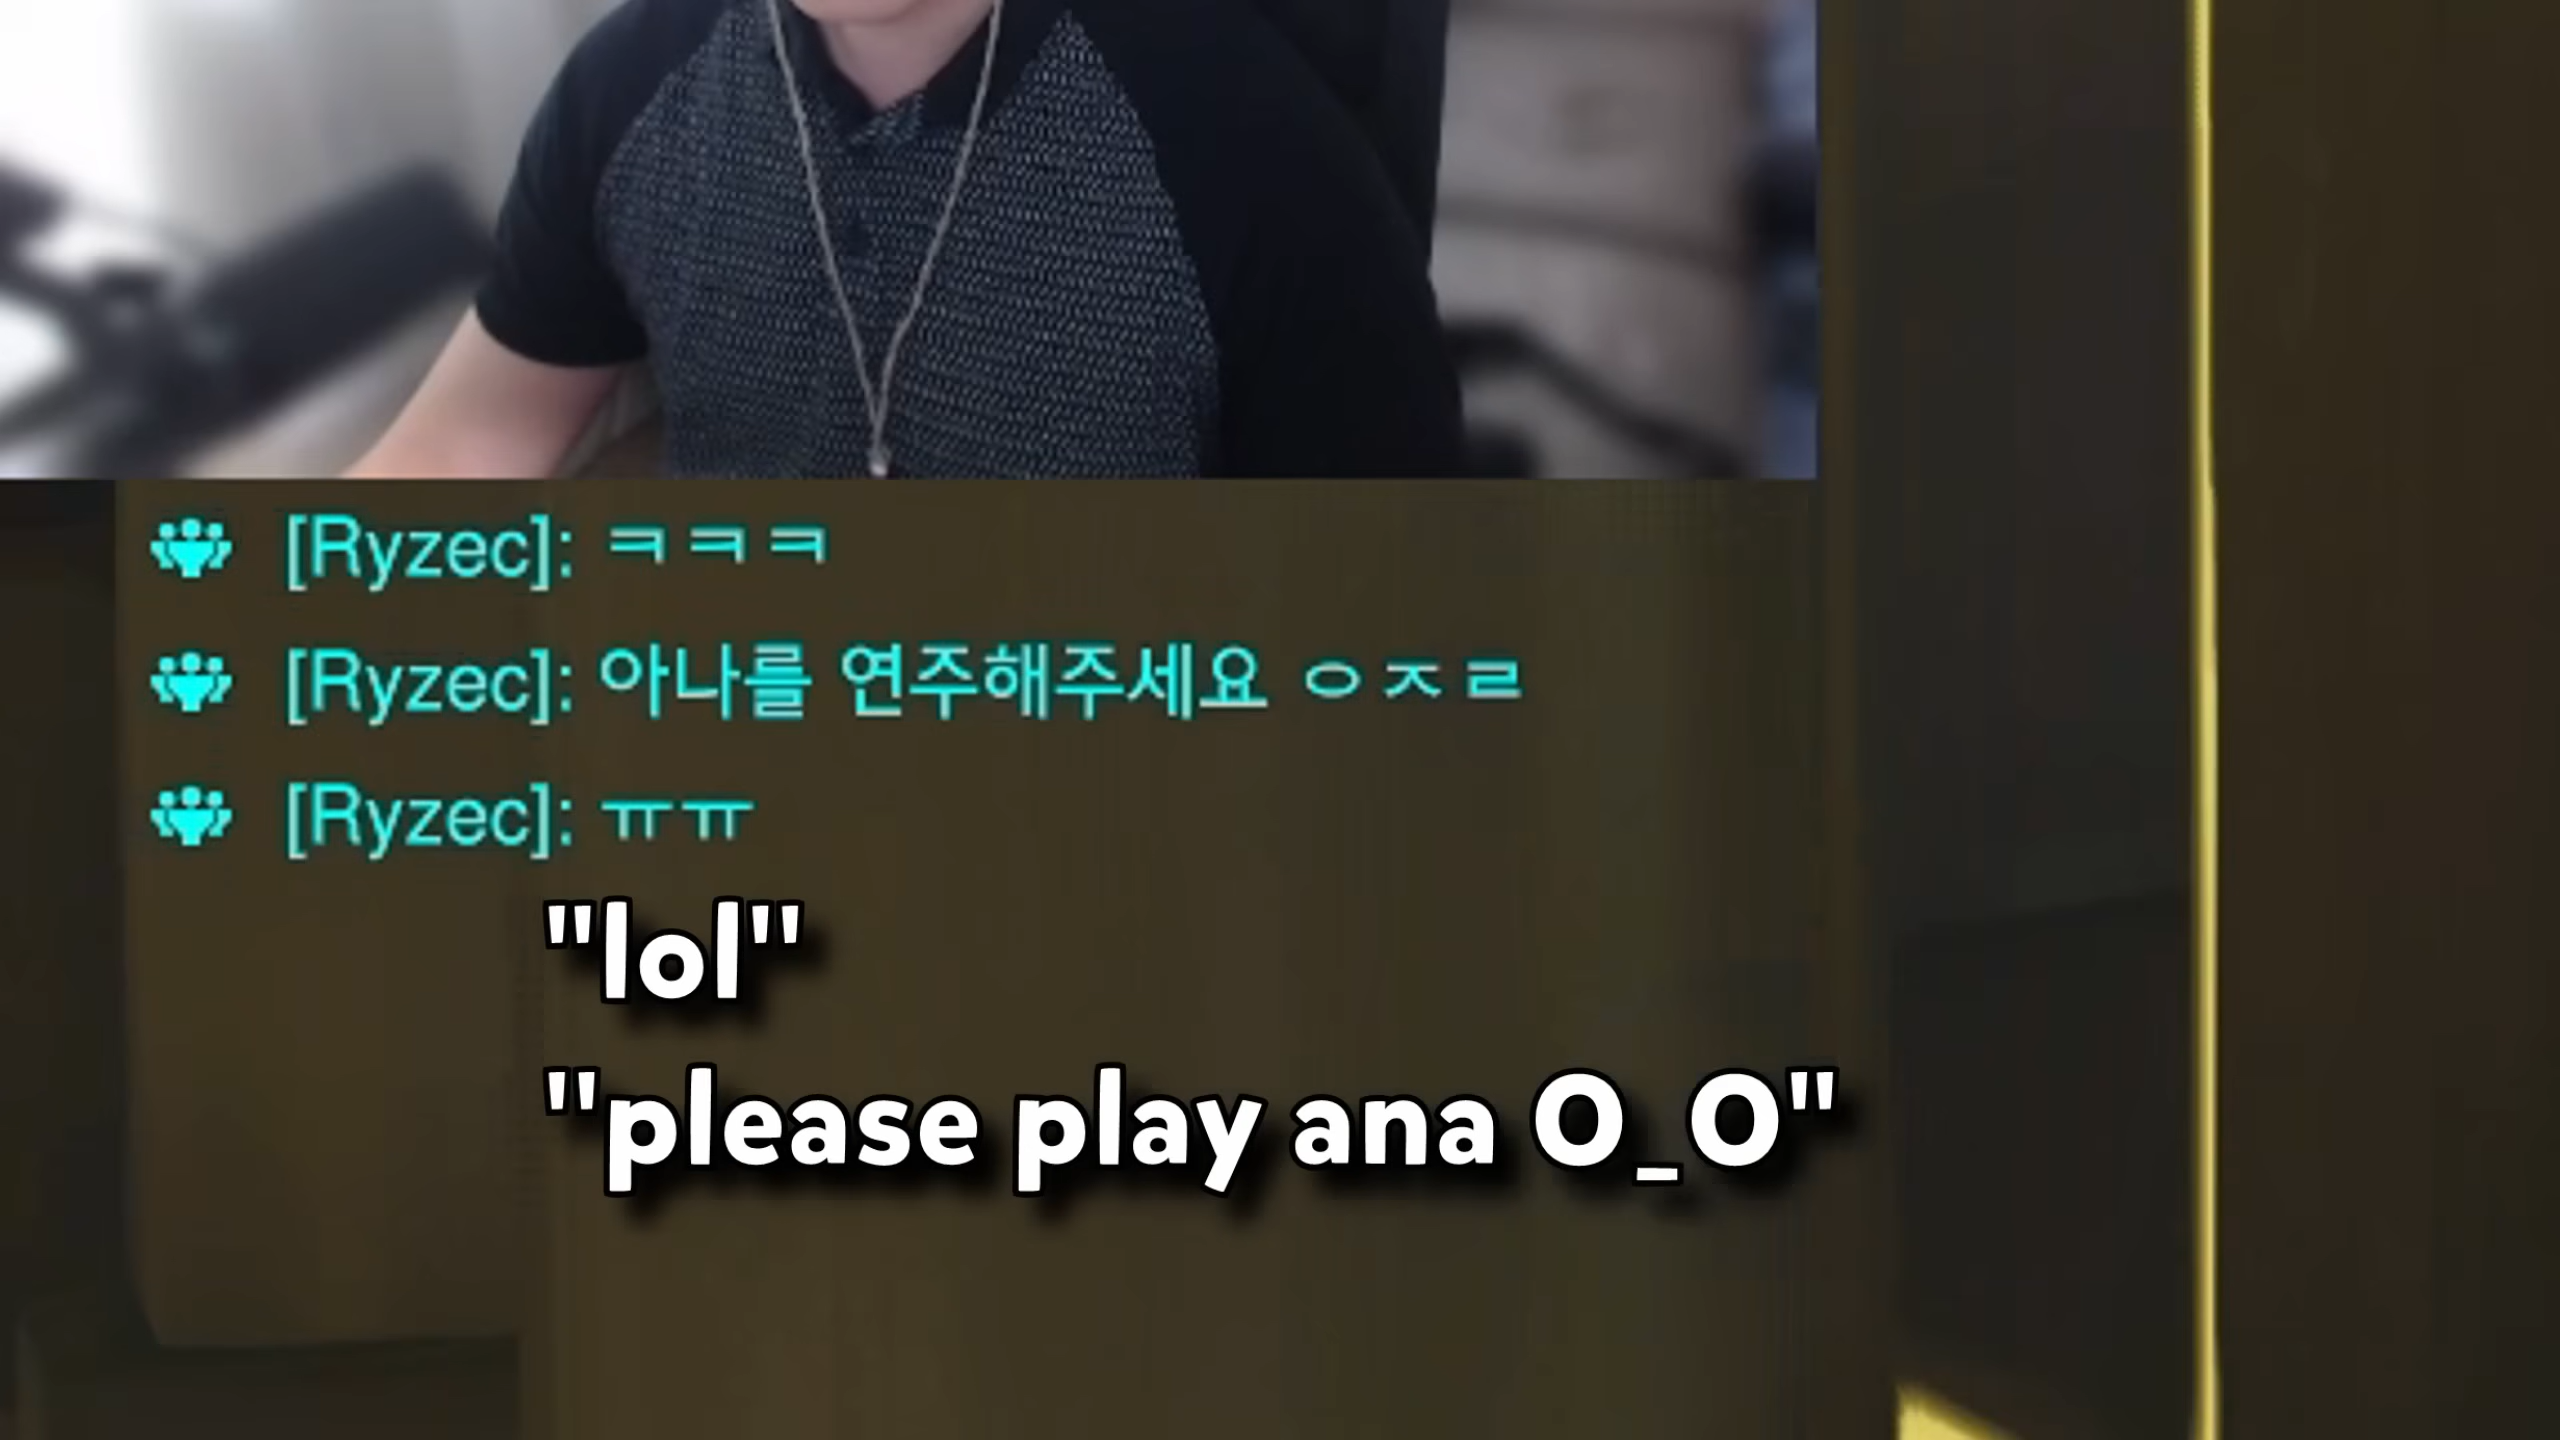 [Ryzec]: ㅋㅋㅋ
[Ryzec]: 아나를 연주해주세요 ㅇㅈㄹ
[Ryzec]: ㅠㅠ
"lol"
"please play ana O_O"